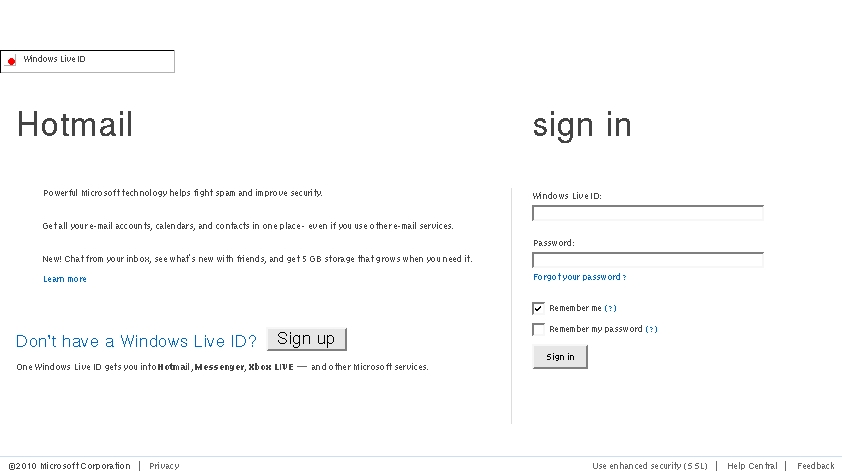 Windows Live ID
Hotmail
Powerful Microsoft technology helps fight spam and improve security.
Get all your e-mail accounts, calendars, and contacts in one place - even if you use other e-mail services.
New! Chat from your inbox, see what's new with friends, and get 5 GB storage that grows when you need it.
Learn more
Don't have a Windows Live ID? Sign up
One Windows Live ID gets you into Hotmail, Messenger, Xbox LIVE — and other Microsoft services.
sign in
Windows Live ID:
Password:
Forgot your password?
Remember me (?)
Remember my password (?)
Sign in
©2010 Microsoft Corporation | Privacy
Use enhanced security (SSL) | Help Central | Feedback